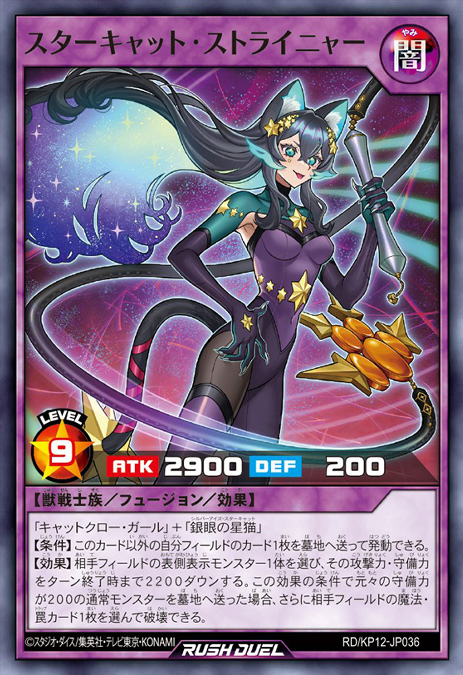 スターキャット・ストライニャー
やみ
闇
LEVEL
9
ATK 2900 DEF 200
【獣戦士族／フュージョン／効果】
「キャットクロー・ガール」＋「銀眼の星猫」
【条件】このカード以外の自分フィールドのカード1枚を墓地へ送って発動できる。
【効果】相手フィールドの表側表示モンスター1体を選び、その攻撃力・守備力
をターン終了時まで2200ダウンする。この効果の条件で元々の守備力
が200の通常モンスターを墓地へ送った場合、さらに相手フィールドの魔法・
罠カード1枚を選んで破壊できる。
©スタジオ・ダイス/集英社・テレビ東京・KONAMI RUSH DUEL RD/KP12-JP036